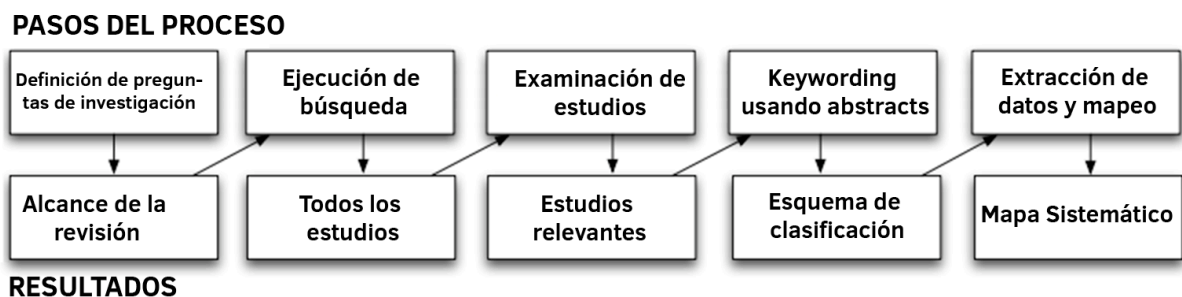 PASOS DEL PROCESO
Definición de pregun-
tas de investigación
Ejecución de
búsqueda
Examinación de
estudios
Keywording
usando abstracts
Extracción de
datos y mapeo
Alcance de la
revisión
Todos los
estudios
Estudios
relevantes
Esquema de
clasificación
Mapa Sistemático
RESULTADOS